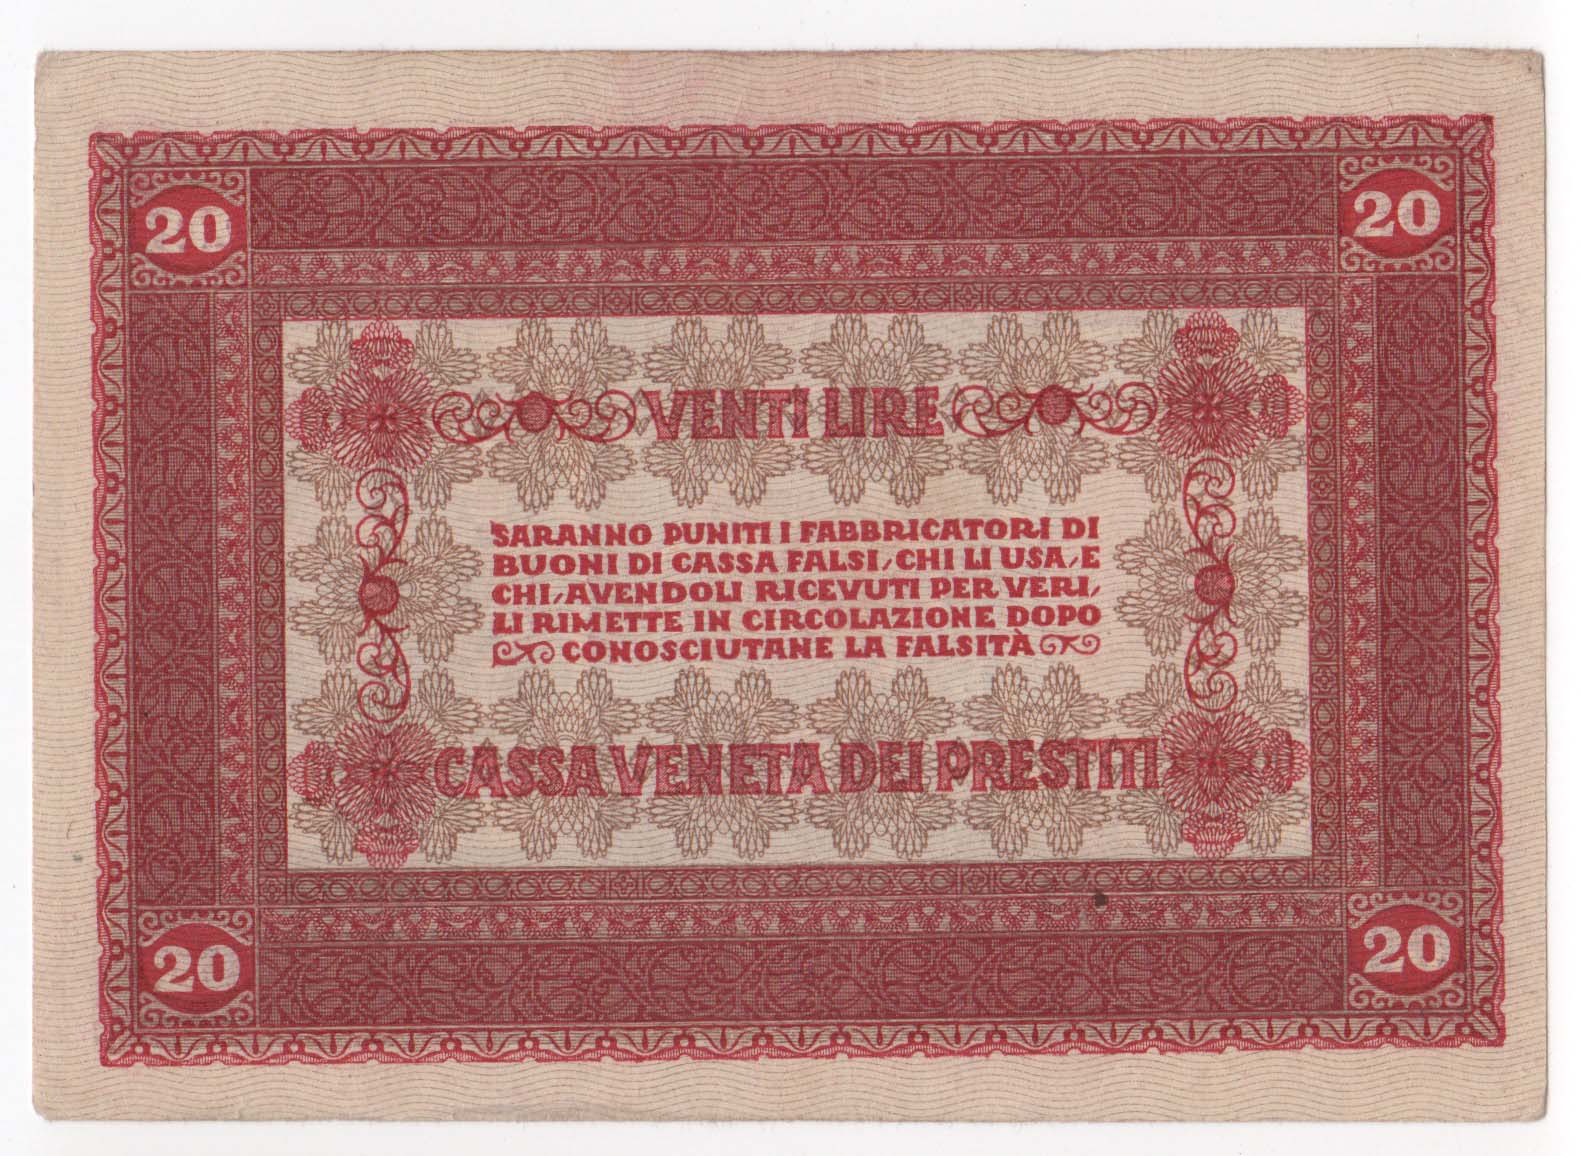 20
20
VENTI LIRE
SARANNO PUNITI I FABBRICATORI DI
BUONI DI CASSA FALSI, CHI LI USA, E
CHI, AVENDOLI RICEVUTI PER VERI,
LI RIMETTE IN CIRCOLAZIONE DOPO
CONOSCIUTANE LA FALSITÀ
CASSA VENETA DEI PRESTITI
20
20